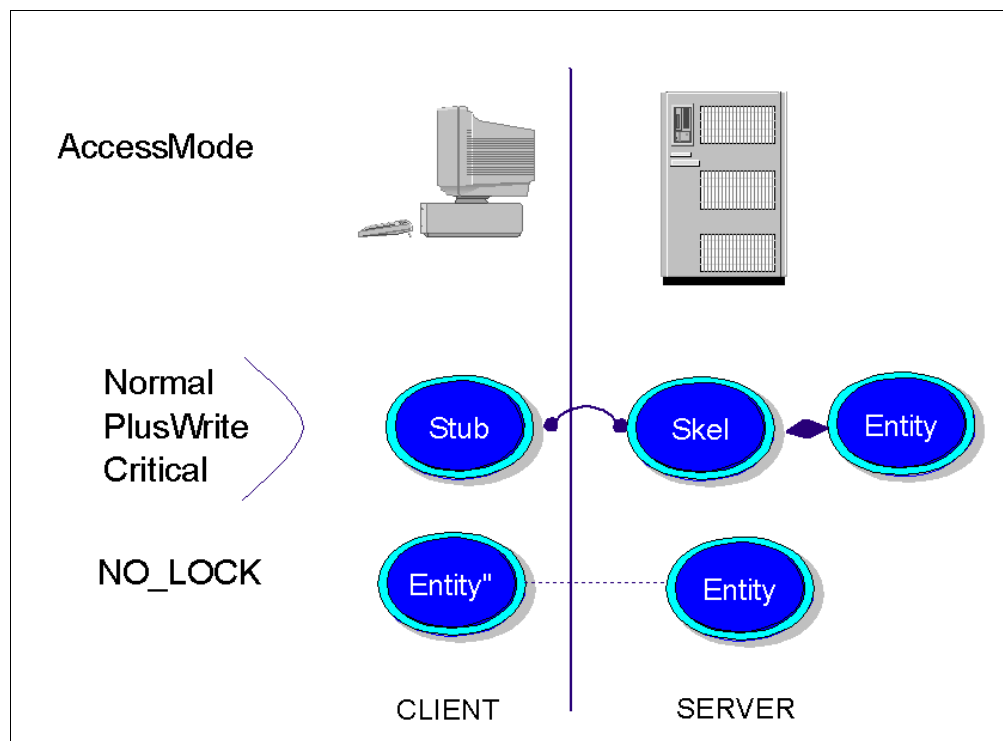 AccessMode
Normal
PlusWrite
Critical
Stub
Skel
Entity
NO_LOCK
Entity"
Entity
CLIENT
SERVER